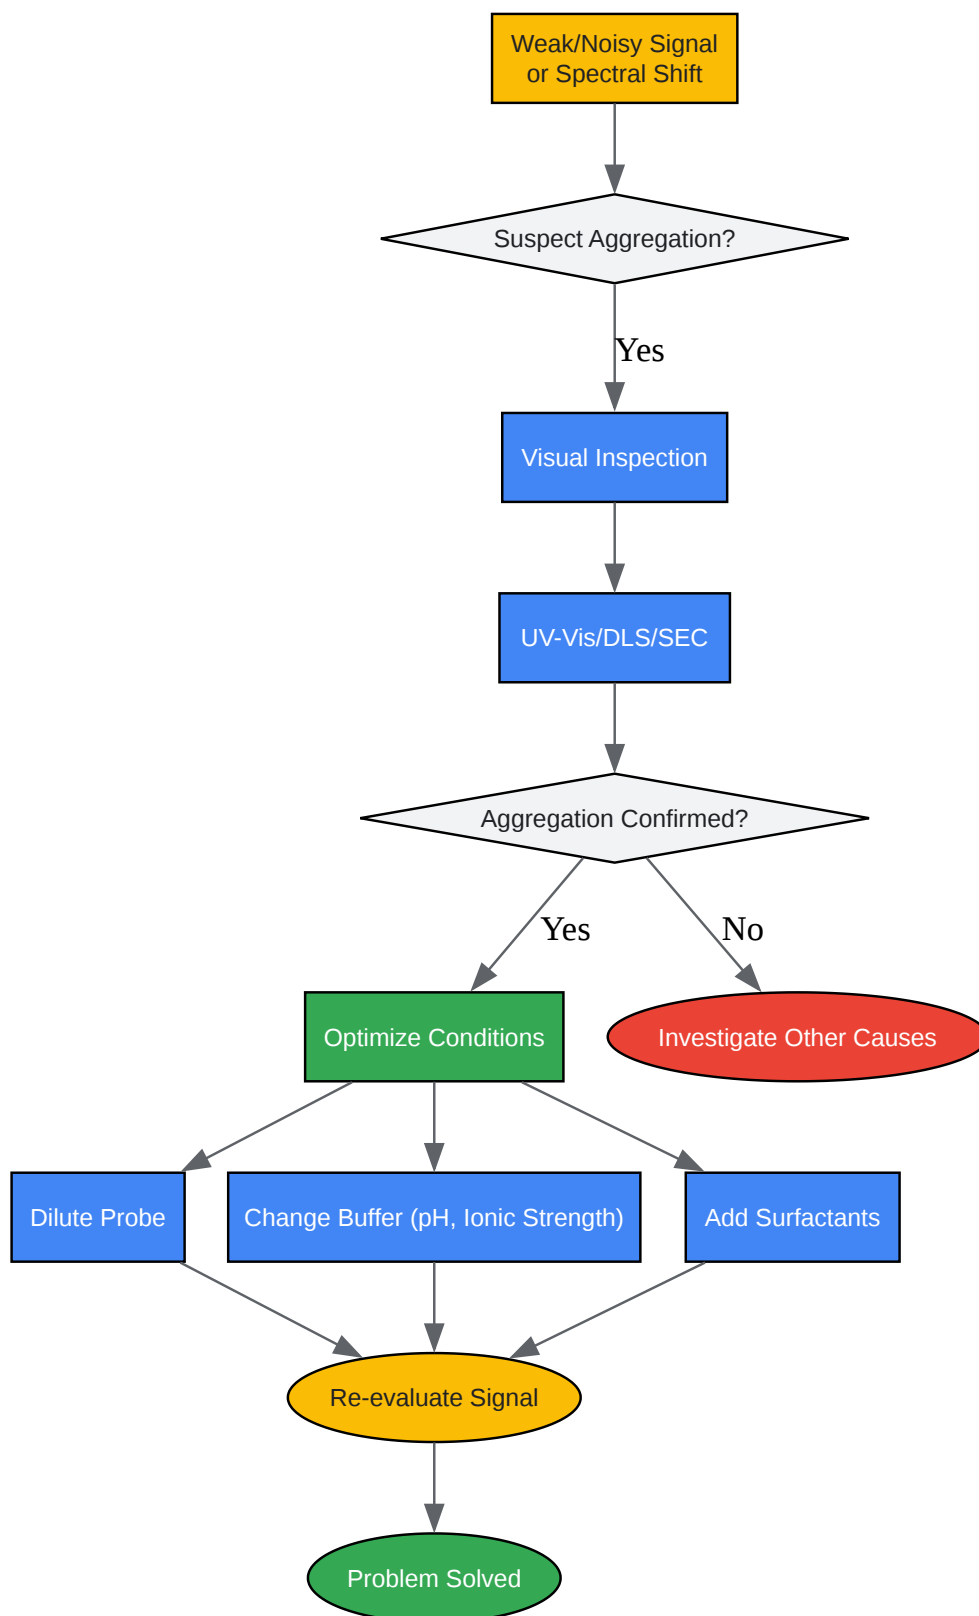 Weak/Noisy Signal
or Spectral Shift
Suspect Aggregation?
Yes
Visual Inspection
UV-Vis/DLS/SEC
Aggregation Confirmed?
Yes
No
Optimize Conditions
Investigate Other Causes
Dilute Probe
Change Buffer (pH, Ionic Strength)
Add Surfactants
Re-evaluate Signal
Problem Solved